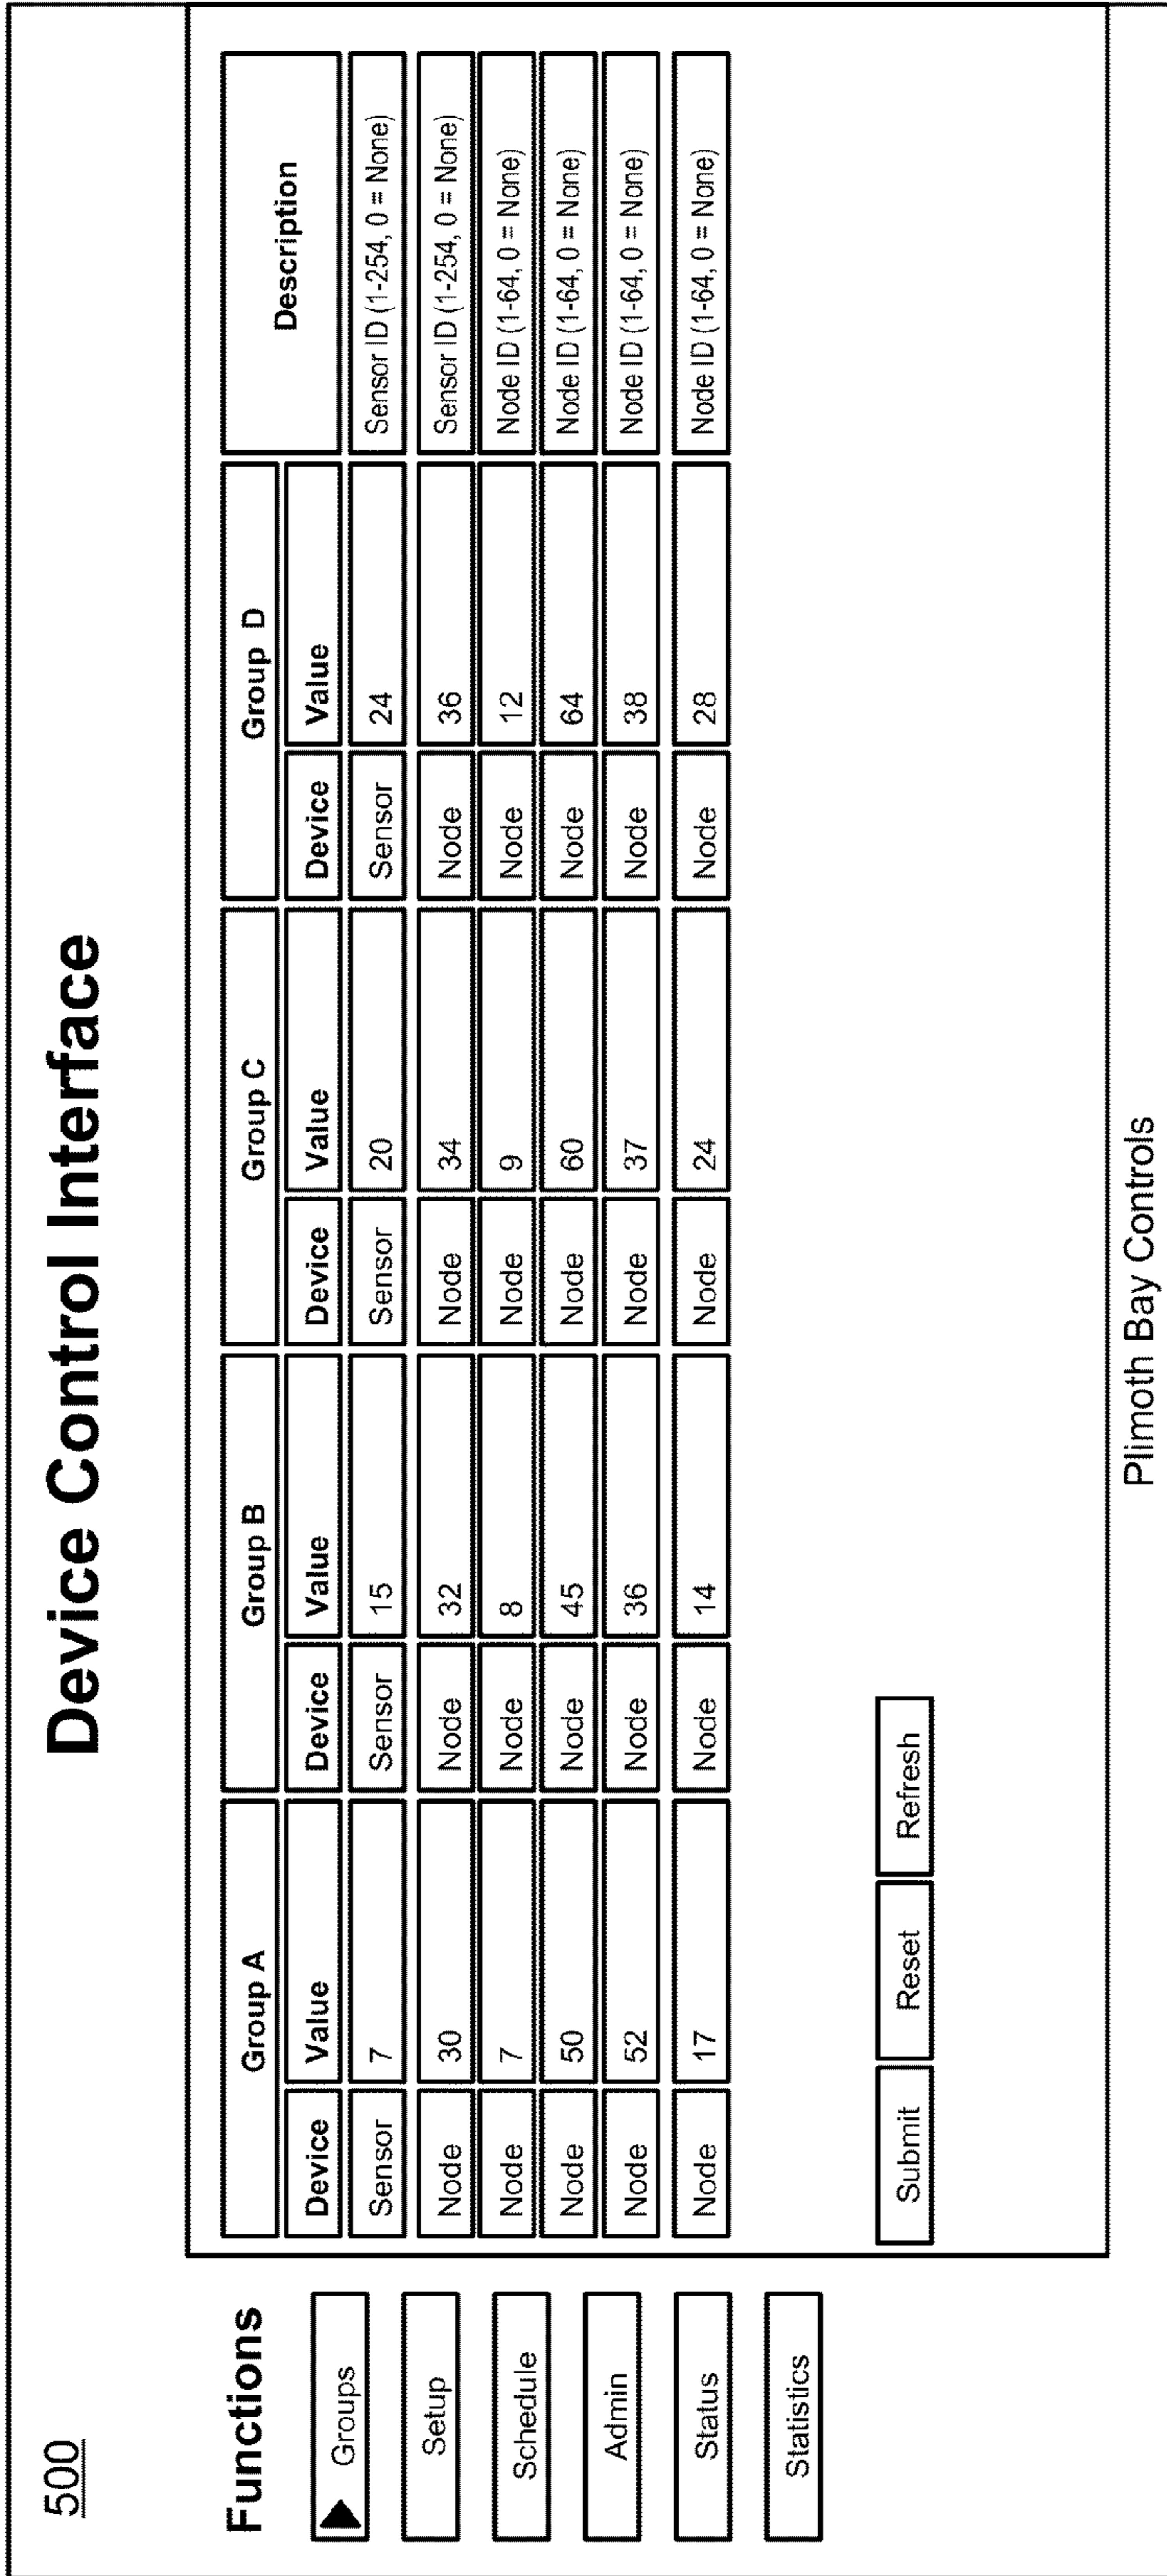 500
Device Control Interface
Functions
Groups
Setup
Schedule
Admin
Status
Statistics
Group A Group B Group C Group D Description
Device Value Device Value Device Value Device Value
Sensor 7 Sensor 15 Sensor 20 Sensor 24 Sensor ID (1-254, 0 = None)
Node 30 Node 32 Node 34 Node 36 Sensor ID (1-254, 0 = None)
Node 7 Node 8 Node 9 Node 12 Node ID (1-64, 0 = None)
Node 50 Node 45 Node 60 Node 64 Node ID (1-64, 0 = None)
Node 52 Node 36 Node 37 Node 38 Node ID (1-64, 0 = None)
Node 17 Node 14 Node 24 Node 28 Node ID (1-64, 0 = None)
Submit Reset Refresh
Plimoth Bay Controls